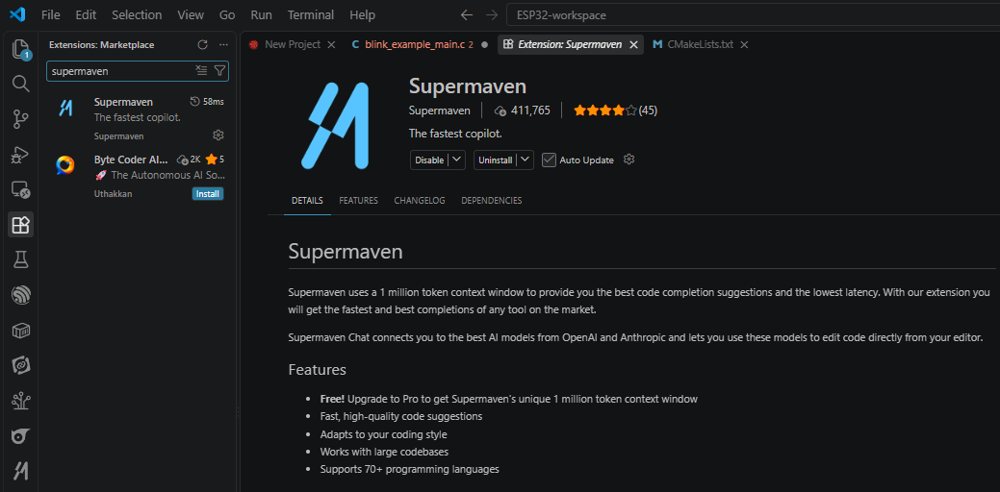 File Edit Selection View Go Run Terminal Help ESP32-workspace
Extensions: Marketplace
supermaven
1
Supermaven 58ms
The fastest copilot.
Supermaven
Byte Coder AI... 2K 5
🚀 The Autonomous AI So...
Uthakkan Install
New Project blink_example_main.c 2 Extension: Supermaven CMakeLists.txt
C
M
Supermaven
Supermaven 411,765 (45)
The fastest copilot.
Disable Uninstall Auto Update
DETAILS FEATURES CHANGELOG DEPENDENCIES
Supermaven
Supermaven uses a 1 million token context window to provide you the best code completion suggestions and the lowest latency. With our extension you
will get the fastest and best completions of any tool on the market.
Supermaven Chat connects you to the best AI models from OpenAI and Anthropic and lets you use these models to edit code directly from your editor.
Features
• Free! Upgrade to Pro to get Supermaven's unique 1 million token context window
• Fast, high-quality code suggestions
• Adapts to your coding style
• Works with large codebases
• Supports 70+ programming languages